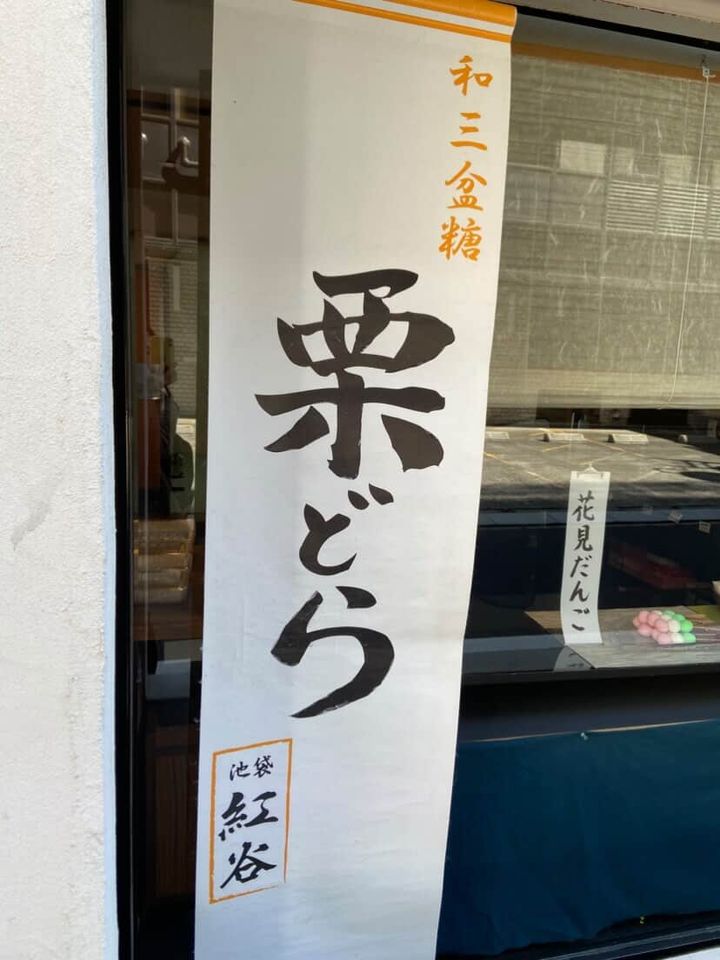 和三盆糖
栗どら
池袋
紅谷
花見だんご